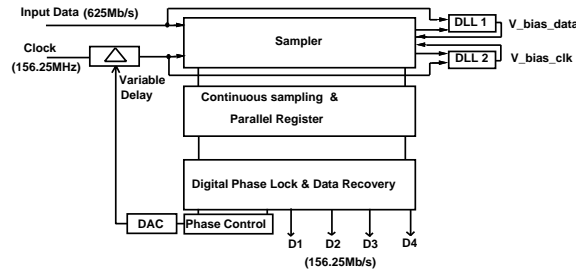 Input Data (625Mb/s)
DLL 1
V_bias_data
Clock
(156.25MHz)
Sampler
DLL 2
V_bias_clk
Variable
Delay
Continuous sampling &
Parallel Register
Digital Phase Lock & Data Recovery
DAC
Phase Control
D1 D2 D3 D4
(156.25Mb/s)